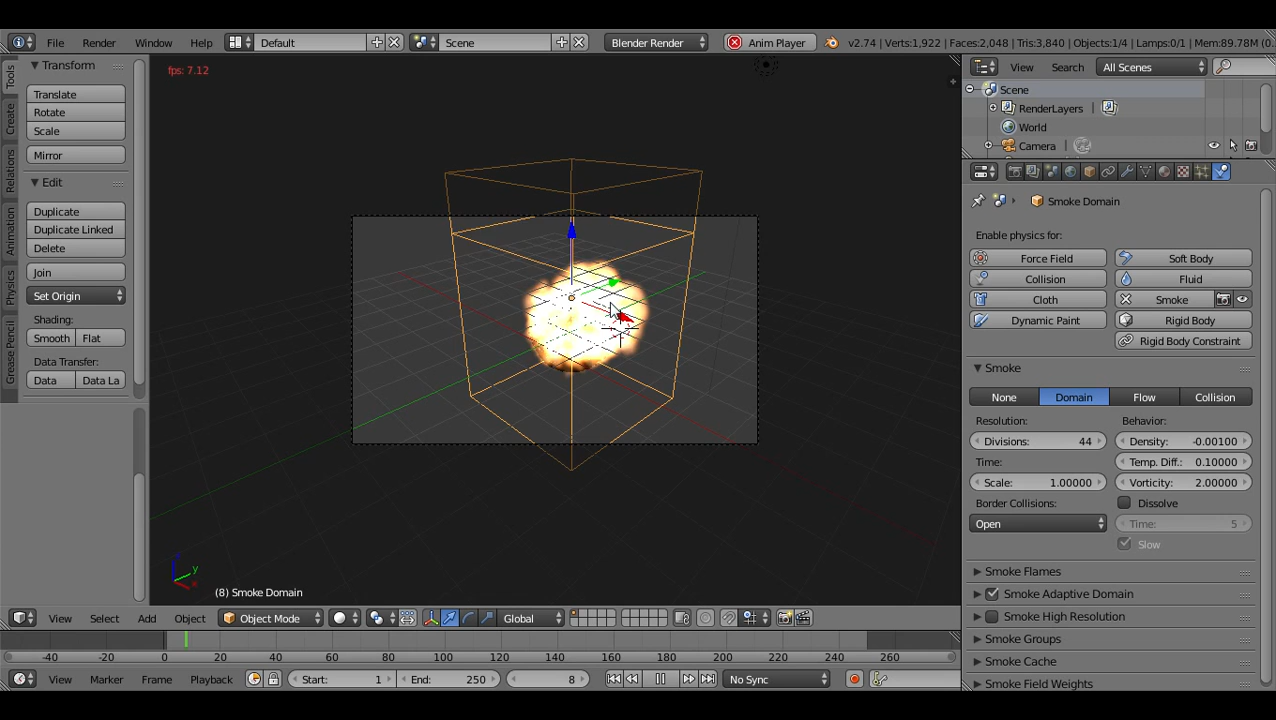 File Render Window Help Default Scene Blender Render Anim Player v2.74 | Verts:1,922 | Faces:2,048 | Tris:3,840 | Objects:1/4 | Lamps:0/1 | Mem:89.78M (0.
Tools
Create
Relations
Animation
Physics
Grease Pencil
Transform
Translate
Rotate
Scale
Mirror
Edit
Duplicate
Duplicate Linked
Delete
Join
Set Origin
Shading:
Smooth Flat
Data Transfer:
Data Data La
fps: 7.12
z
y
(8) Smoke Domain
View Select Add Object Object Mode Global
-40 -20 0 20 40 60 80 100 120 140 160 180 200 220 240 260
View Marker Frame Playback Start: 1 End: 250 8 No Sync
View Search All Scenes
Scene
RenderLayers |
World
Camera |
Smoke Domain
Enable physics for:
Force Field Soft Body
Collision Fluid
Cloth Smoke
Dynamic Paint Rigid Body
Rigid Body Constraint
Smoke
None Domain Flow Collision
Resolution: Behavior:
Divisions: 44 Density: -0.00100
Time: Temp. Diff.: 0.10000
Scale: 1.00000 Vorticity: 2.00000
Border Collisions: Dissolve
Open Time: 5
Slow
Smoke Flames
Smoke Adaptive Domain
Smoke High Resolution
Smoke Groups
Smoke Cache
Smoke Field Weights